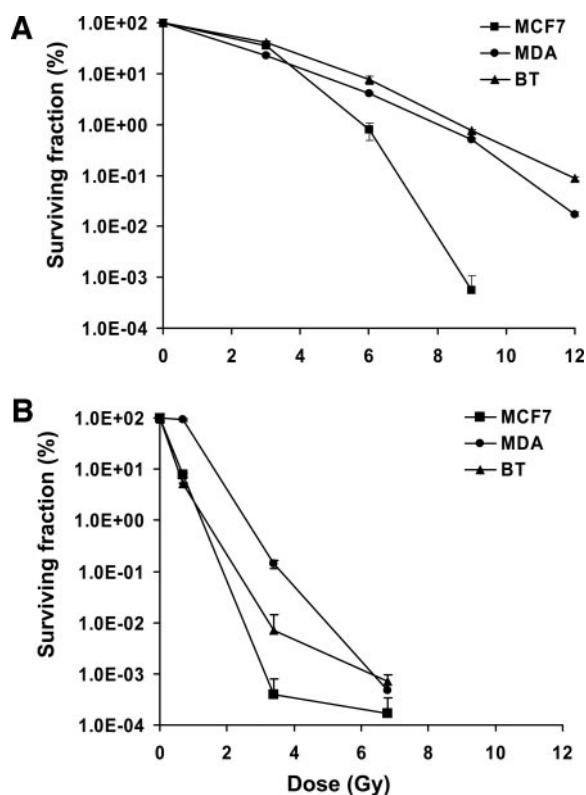 A
Surviving fraction (%)
1.0E+02
1.0E+01
1.0E+00
1.0E-01
1.0E-02
1.0E-03
1.0E-04
0 2 4 6 8 10 12
MCF7
MDA
BT
B
Surviving fraction (%)
1.0E+02
1.0E+01
1.0E+00
1.0E-01
1.0E-02
1.0E-03
1.0E-04
0 2 4 6 8 10 12
MCF7
MDA
BT
Dose (Gy)